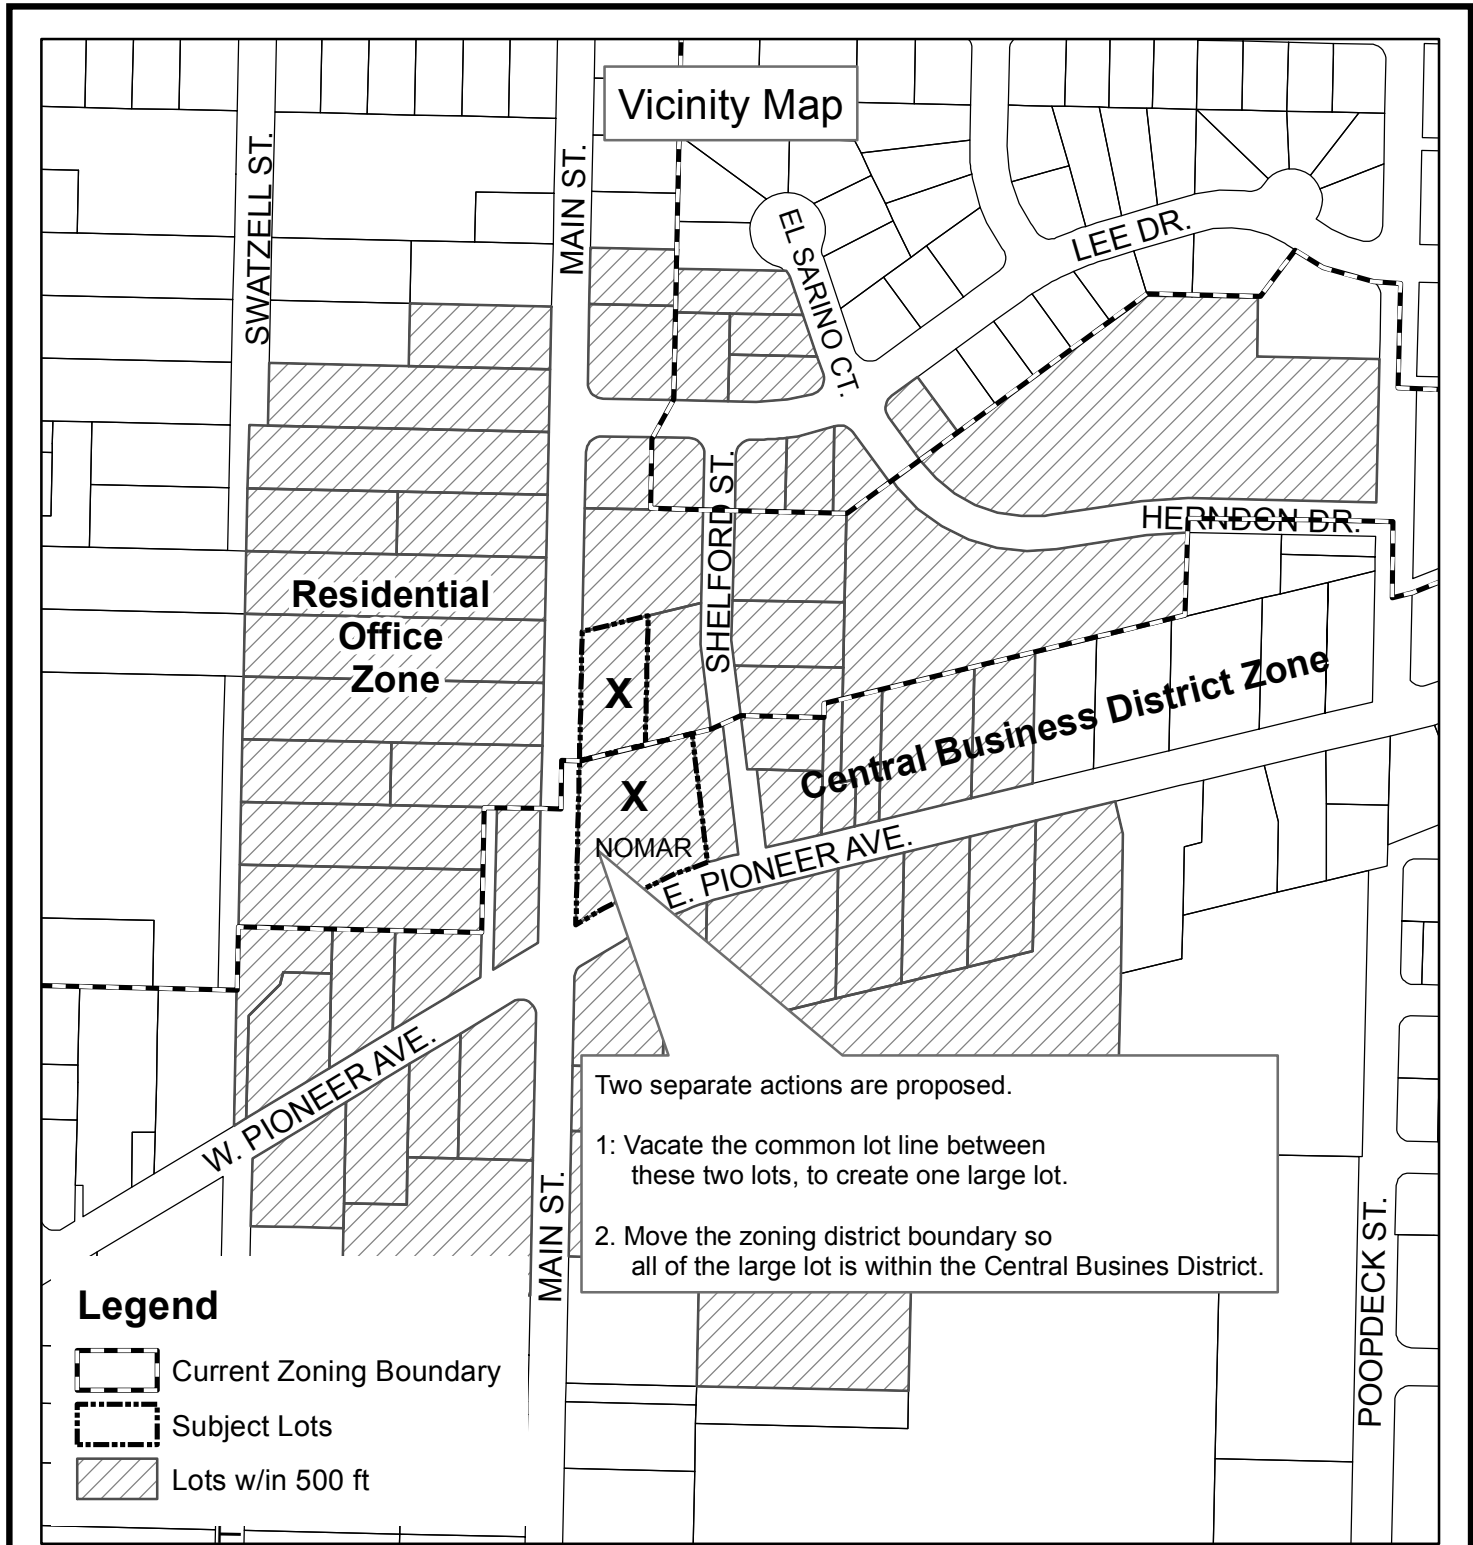 Vicinity Map
SWATZELL ST.
MAIN ST.
EL SARINO CT.
LEE DR.
SHELFORD ST.
HERNDON DR.
Residential
Office
Zone
X
X
NOMAR
Central Business District Zone
E. PIONEER AVE.
W. PIONEER AVE.
MAIN ST.
POOPDECK ST.
Two separate actions are proposed.
1: Vacate the common lot line between
these two lots, to create one large lot.
2. Move the zoning district boundary so
all of the large lot is within the Central Busines District.
Legend
Current Zoning Boundary
Subject Lots
Lots w/in 500 ft